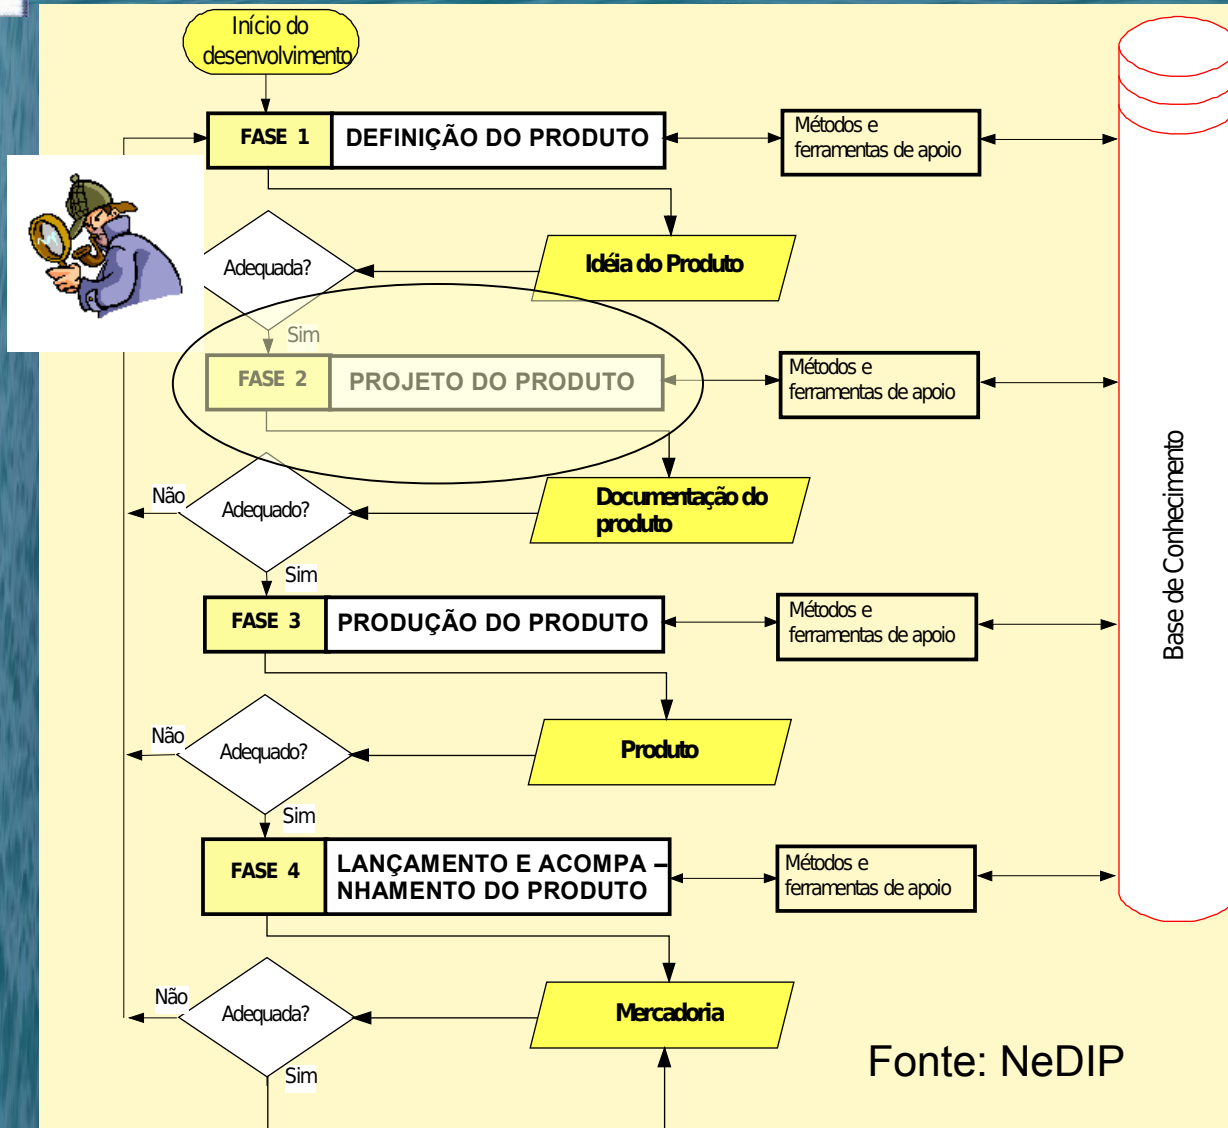 Início do
desenvolvimento
FASE 1
DEFINIÇÃO DO PRODUTO
Métodos e
ferramentas de apoio
Adequada?
Idéia do Produto
Sim
FASE 2
PROJETO DO PRODUTO
Métodos e
ferramentas de apoio
Não
Adequado?
Documentação do
produto
Sim
FASE 3
PRODUÇÃO DO PRODUTO
Métodos e
ferramentas de apoio
Não
Adequado?
Produto
Sim
FASE 4
LANÇAMENTO E ACOMPA –
NHAMENTO DO PRODUTO
Métodos e
ferramentas de apoio
Não
Adequada?
Mercadoria
Sim
Base de Conhecimento
Fonte: NeDIP